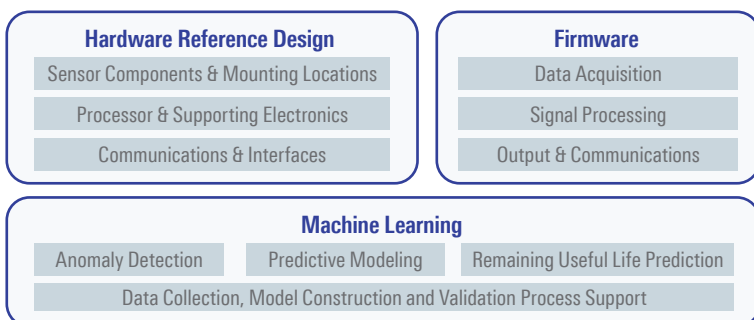 Hardware Reference Design
Sensor Components & Mounting Locations
Processor & Supporting Electronics
Communications & Interfaces
Firmware
Data Acquisition
Signal Processing
Output & Communications
Machine Learning
Anomaly Detection
Predictive Modeling
Remaining Useful Life Prediction
Data Collection, Model Construction and Validation Process Support